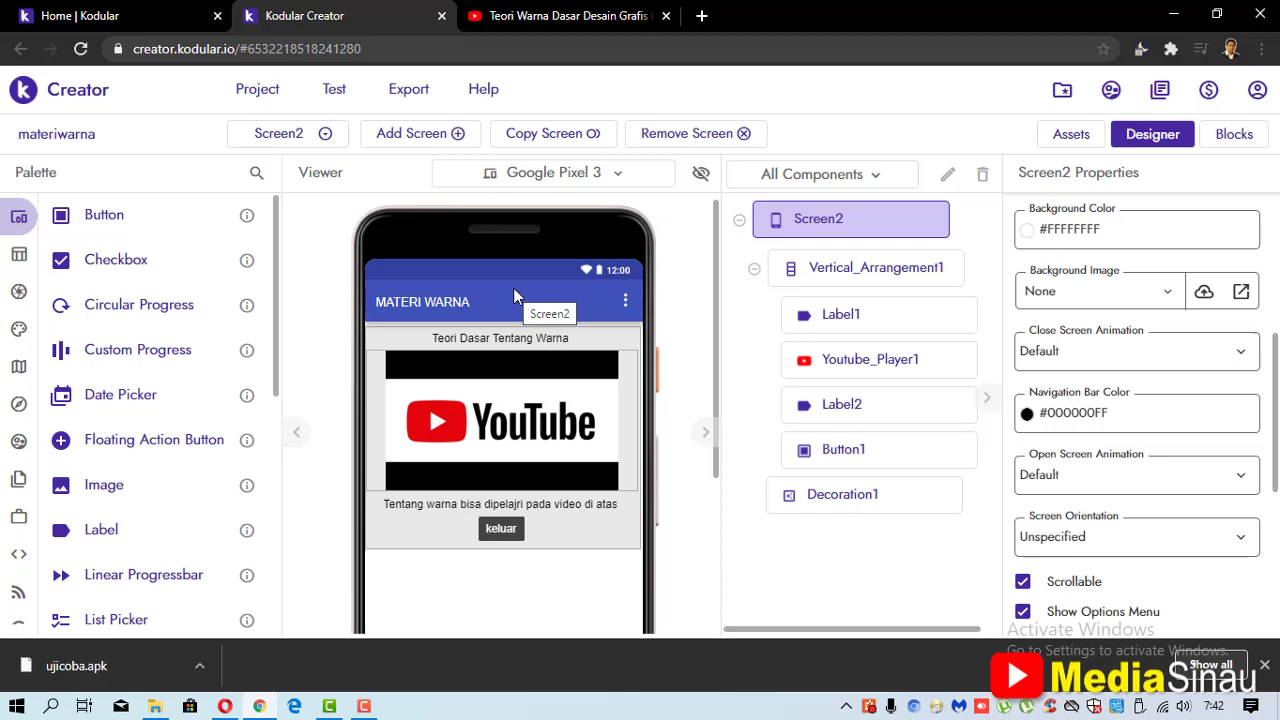 Home | Kodular
Kodular Creator
Teori Warna Dasar Desain Grafis
creator.kodular.io/#6532218518241280
Creator
Project
Test
Export
Help
materiwarna
Screen2
Add Screen
Copy Screen
Remove Screen
Assets
Designer
Blocks
Palette
Viewer
Google Pixel 3
All Components
Screen2 Properties
Button
Checkbox
Circular Progress
Custom Progress
Date Picker
Floating Action Button
Image
Label
Linear Progressbar
List Picker
12:00
MATERI WARNA
Screen2
Teori Dasar Tentang Warna
YouTube
Tentang warna bisa dipelajri pada video di atas
keluar
Screen2
Vertical_Arrangement1
Label1
Youtube_Player1
Label2
Button1
Decoration1
Background Color
#FFFFFFFF
Background Image
None
Close Screen Animation
Default
Navigation Bar Color
#000000FF
Open Screen Animation
Default
Screen Orientation
Unspecified
Scrollable
Show Options Menu
Activate Windows
Go to Settings to activate Windows.
ujicoba.apk
Show all
MediaSinau
7:42